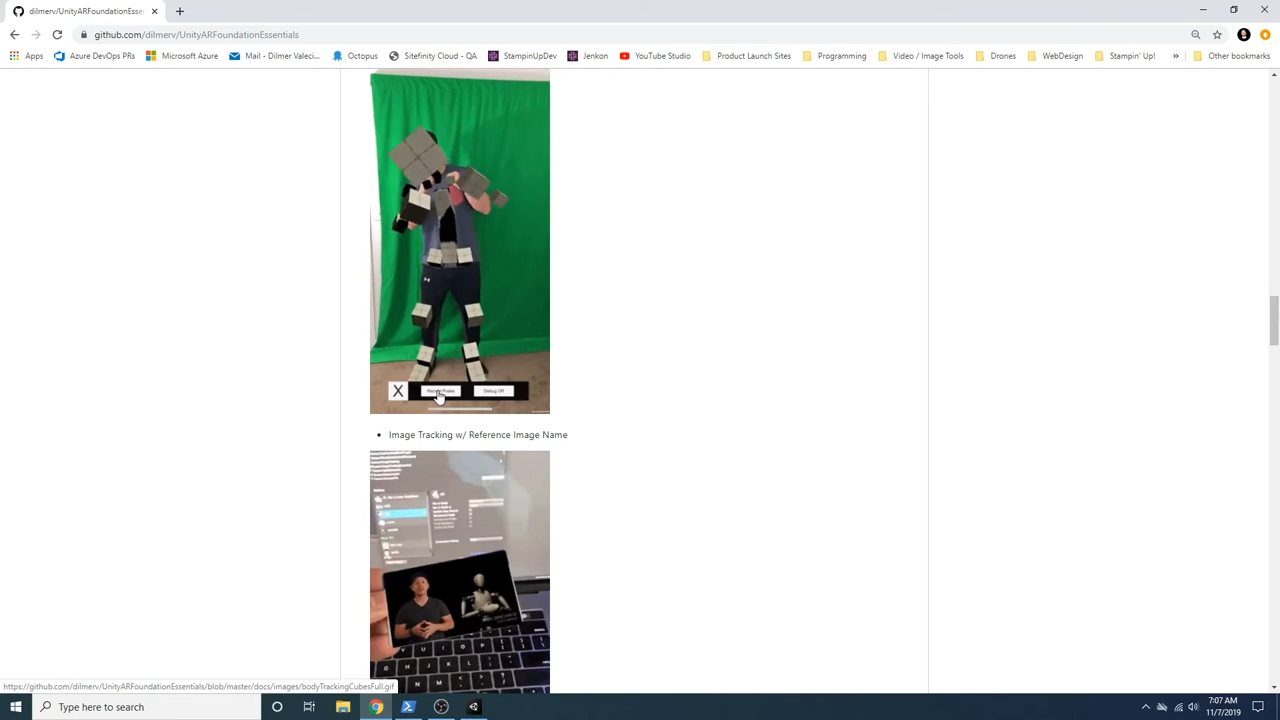 dilmerv/UnityARFoundationEsse
github.com/dilmerv/UnityARFoundationEssentials
Apps
Azure DevOps PRs
Microsoft Azure
Mail - Dilmer Valeci...
Octopus
Sitefinity Cloud - QA
StampinUpDev
Jenkon
YouTube Studio
Product Launch Sites
Programming
Video / Image Tools
Drones
WebDesign
Stampin' Up!
»
Other bookmarks
X
Debug Off
• Image Tracking w/ Reference Image Name
Y U I O P
G H J K L
N M
https://github.com/dilmerv/UnityARFoundationEssentials/blob/master/docs/images/bodyTrackingCubesFull.gif
Type here to search
7:07 AM
11/7/2019